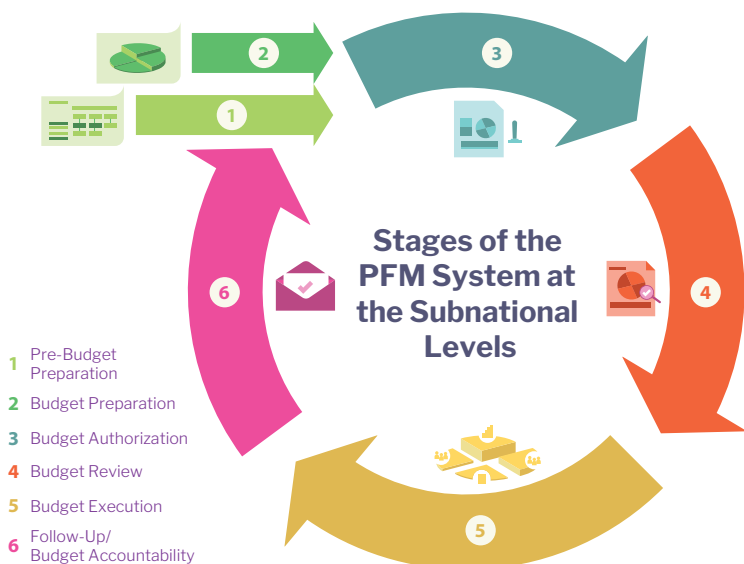 2
1
3
Stages of the
PFM System at
the Subnational
Levels
6
4
5
1 Pre-Budget
Preparation
2 Budget Preparation
3 Budget Authorization
4 Budget Review
5 Budget Execution
6 Follow-Up/
Budget Accountability